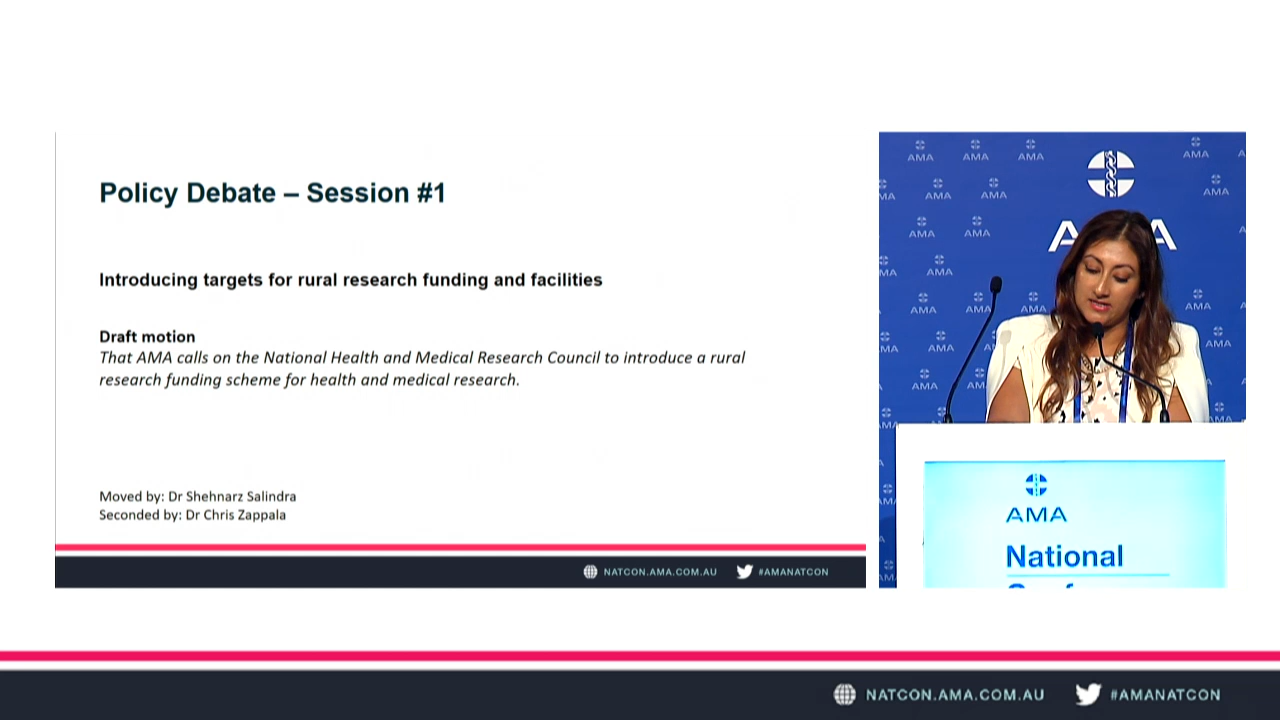 Policy Debate – Session #1
Introducing targets for rural research funding and facilities
Draft motion
That AMA calls on the National Health and Medical Research Council to introduce a rural
research funding scheme for health and medical research.
Moved by: Dr Shehnarz Salindra
Seconded by: Dr Chris Zappala
NATCON.AMA.COM.AU #AMANATCON
AMA
AMA
National
NATCON.AMA.COM.AU #AMANATCON